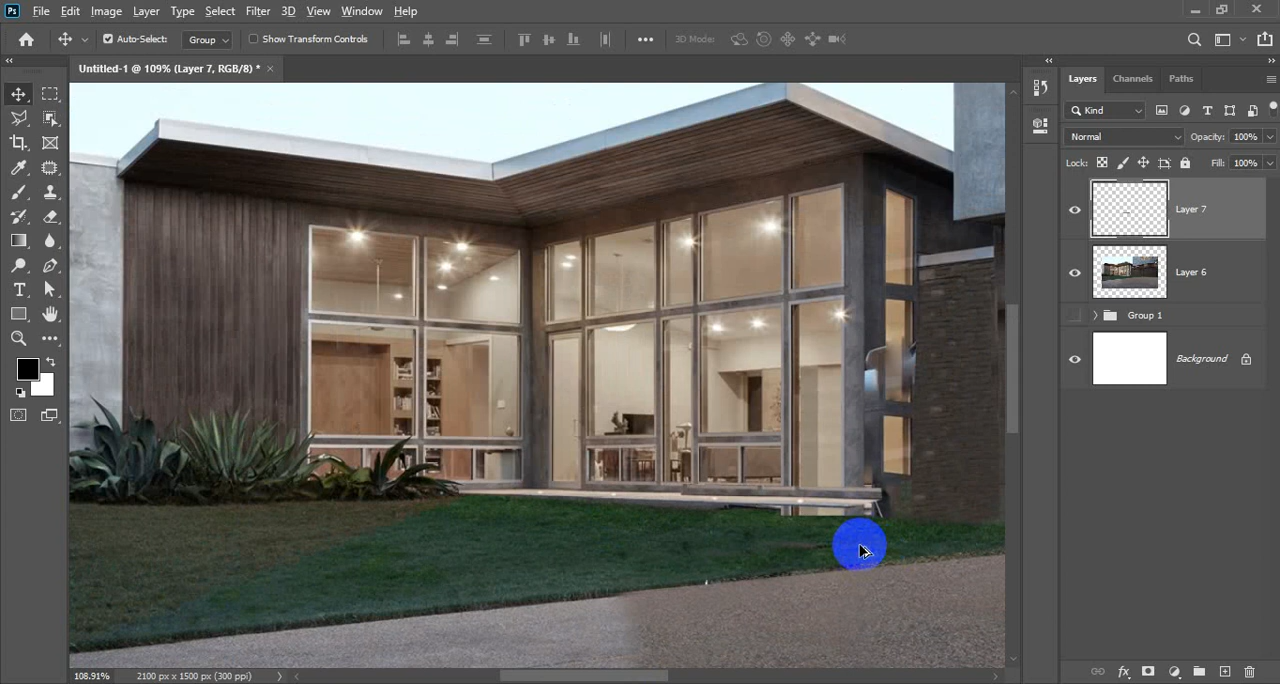 Ps File Edit Image Layer Type Select Filter 3D View Window Help
Auto-Select: Group Show Transform Controls 3D Mode:
Untitled-1 @ 109% (Layer 7, RGB/8) *
Layers Channels Paths
Kind
Normal Opacity: 100%
Lock: Fill: 100%
Layer 7
Layer 6
Group 1
Background
108.91% 2100 px x 1500 px (300 ppi)